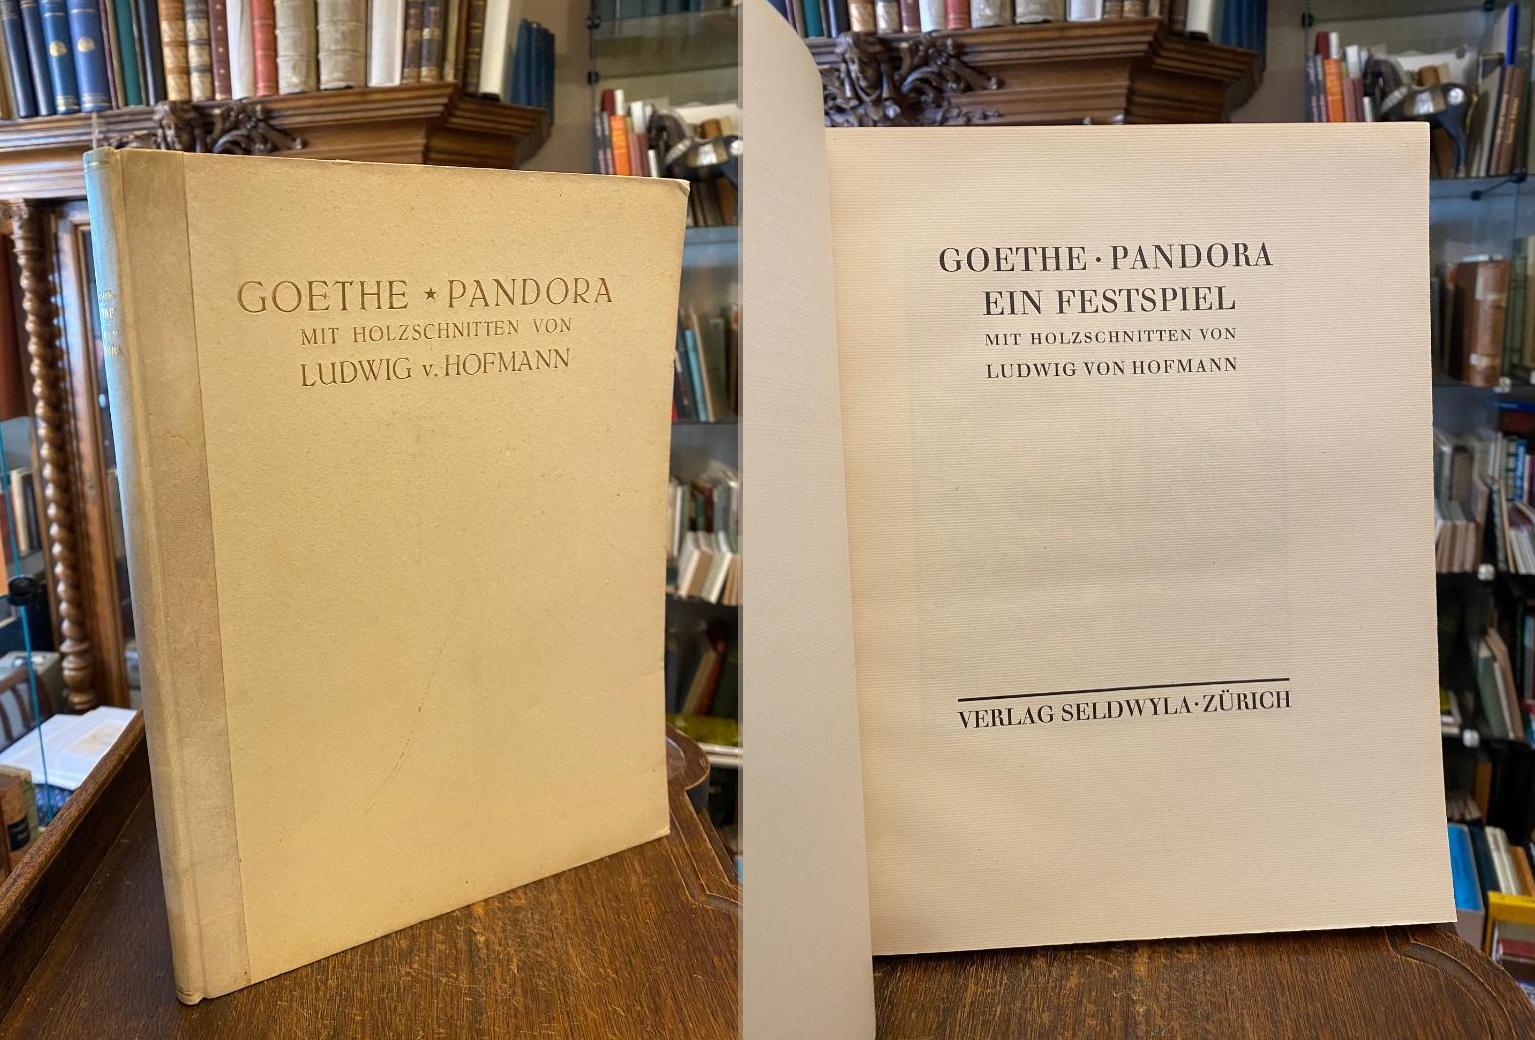 GOETHE ★ PANDORA
MIT HOLZSCHNITTEN VON
LUDWIG v. HOFMANN
GOETHE · PANDORA
EIN FESTSPIEL
MIT HOLZSCHNITTEN VON
LUDWIG VON HOFMANN
VERLAG SELDWYLA · ZÜRICH